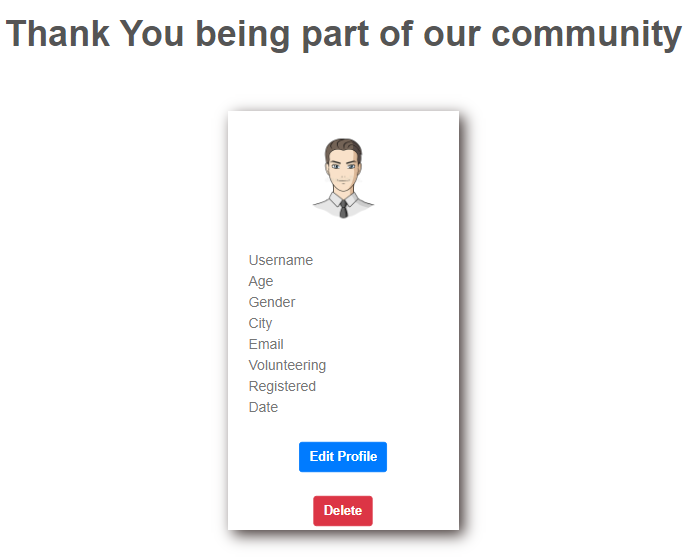 Thank You being part of our community
Username
Age
Gender
City
Email
Volunteering
Registered
Date
Edit Profile
Delete